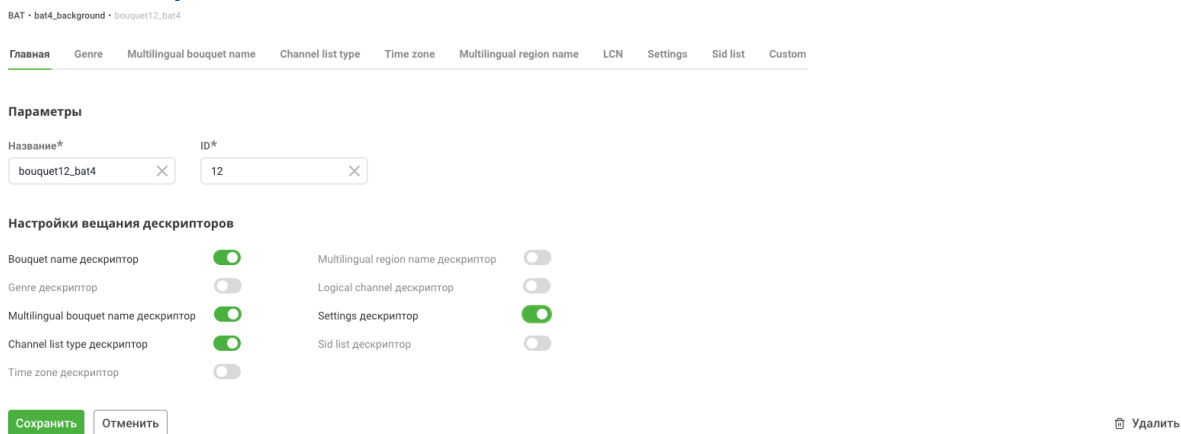 BAT • bat4_background • bouquet12_bat4
Главная Genre Multilingual bouquet name Channel list type Time zone Multilingual region name LCN Settings Sid list Custom
Параметры
Название* ID*
bouquet12_bat4 12
Настройки вещания дескрипторов
Bouquet name дескриптор Multilingual region name дескриптор
Genre дескриптор Logical channel дескриптор
Multilingual bouquet name дескриптор Settings дескриптор
Channel list type дескриптор Sid list дескриптор
Time zone дескриптор
Сохранить Отменить Удалить